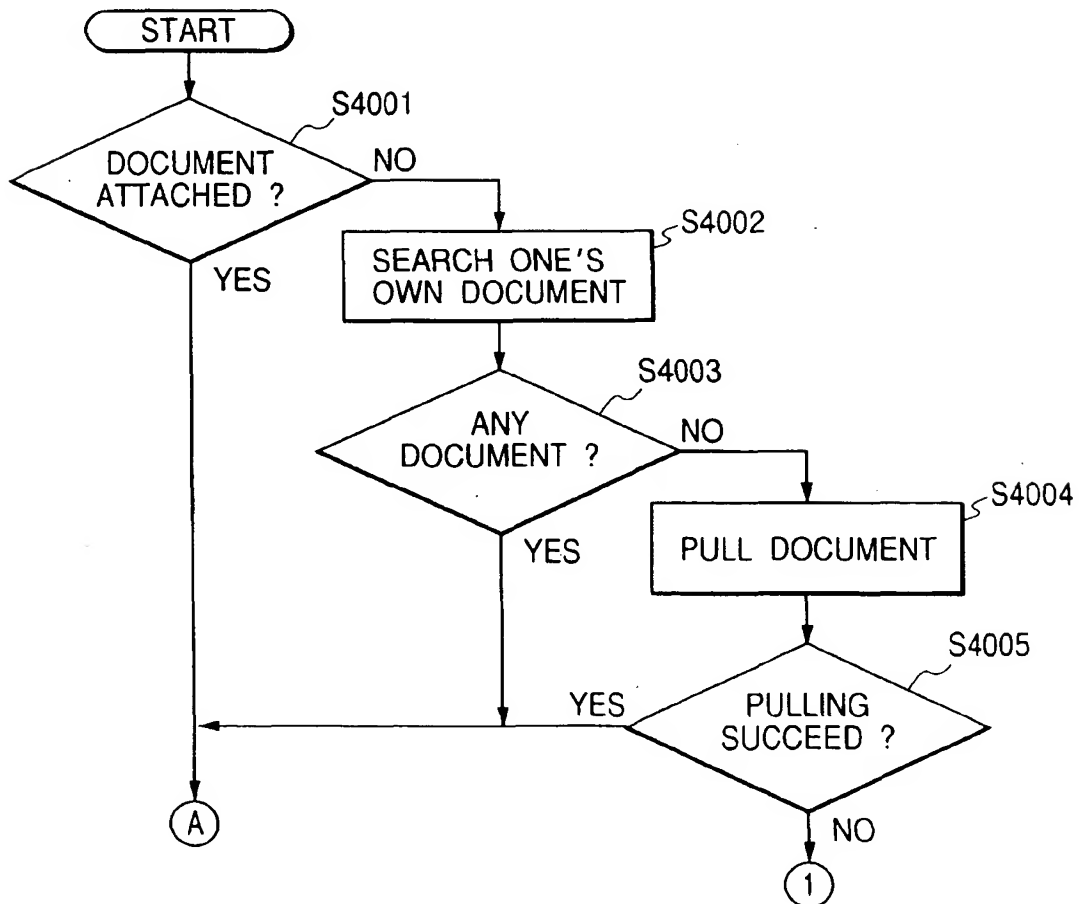 START
S4001
DOCUMENT
ATTACHED ?
NO
YES
S4002
SEARCH ONE'S
OWN DOCUMENT
S4003
ANY
DOCUMENT ?
NO
YES
S4004
PULL DOCUMENT
S4005
YES
PULLING
SUCCEED ?
A
NO
1